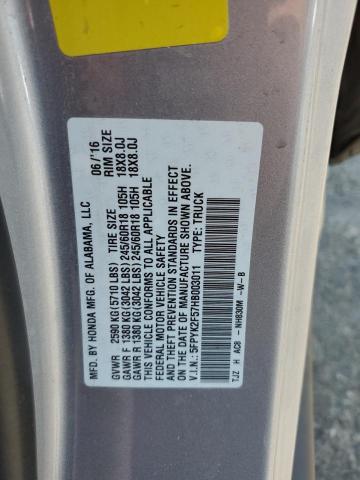 MFD. BY HONDA MFG. OF ALABAMA, LLC 06/'16
GVWR 2590 KG (5710 LBS) TIRE SIZE RIM SIZE
GAWR F 1380 KG (3042 LBS) 245/60R18 105H 18X8.0J
GAWR R 1380 KG (3042 LBS) 245/60R18 105H 18X8.0J
THIS VEHICLE CONFORMS TO ALL APPLICABLE
FEDERAL MOTOR VEHICLE SAFETY
AND THEFT PREVENTION STANDARDS IN EFFECT
ON THE DATE OF MANUFACTURE SHOWN ABOVE.
V.I.N.: 5FPYK2F57HB003011 TYPE: TRUCK
TJZ H AC8 - NH830M -W-B